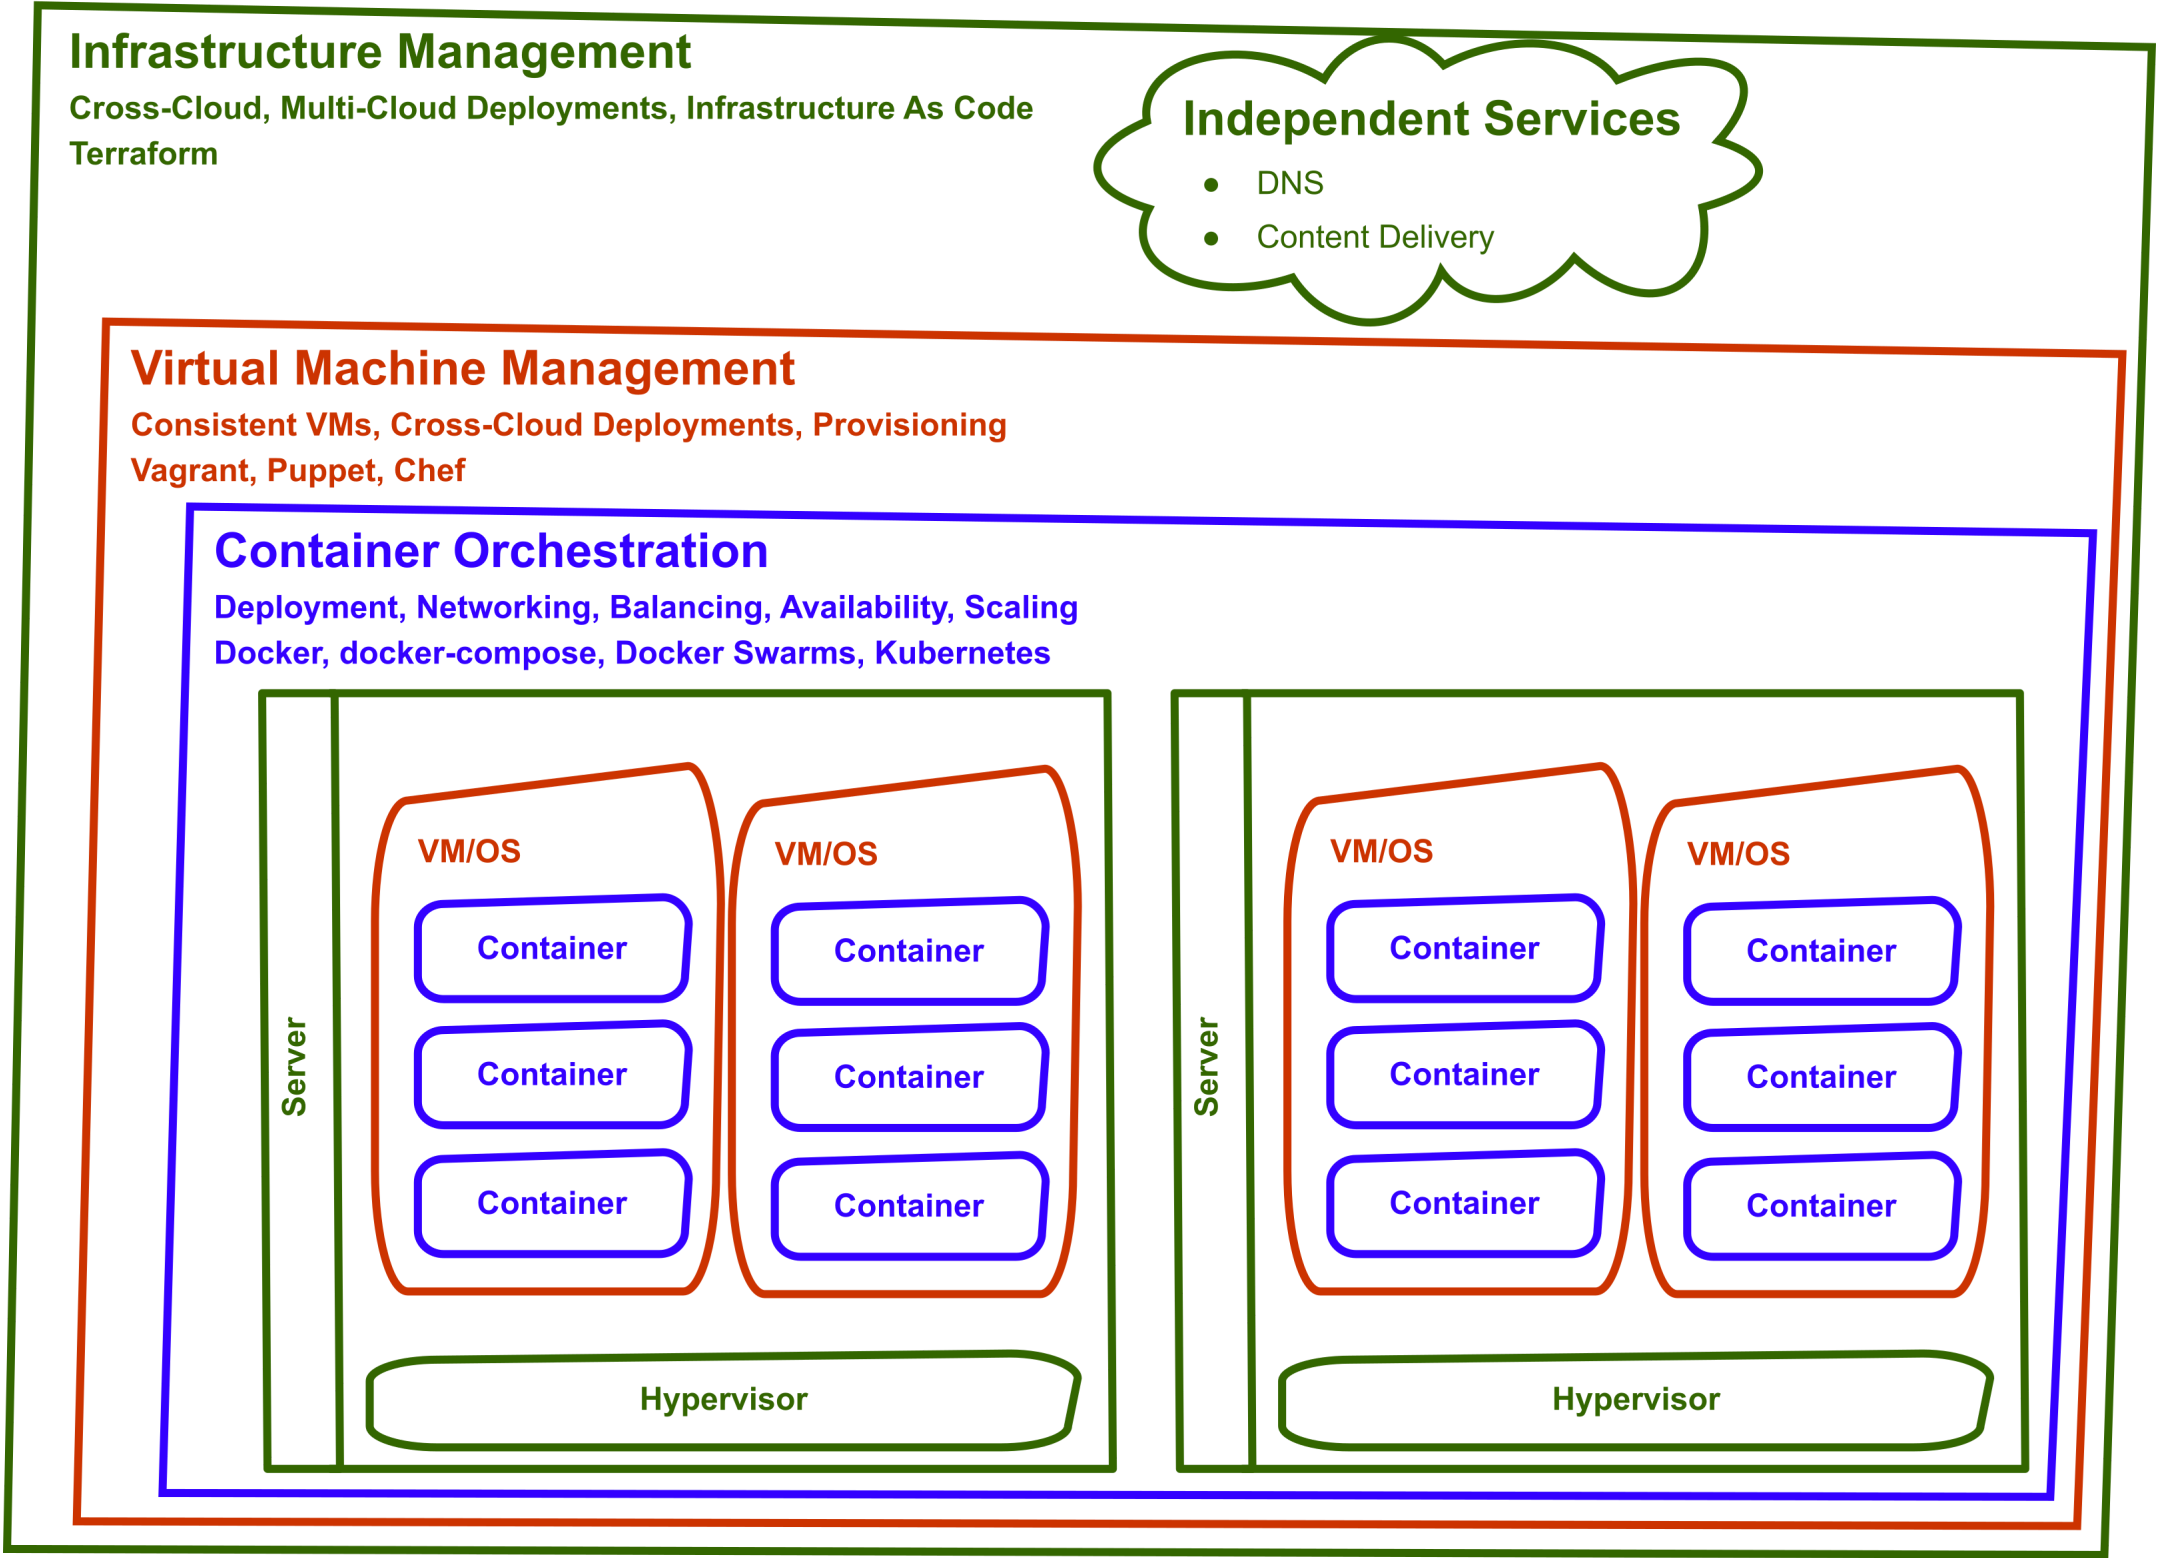 Infrastructure Management
Cross-Cloud, Multi-Cloud Deployments, Infrastructure As Code
Terraform
Independent Services
● DNS
● Content Delivery
Virtual Machine Management
Consistent VMs, Cross-Cloud Deployments, Provisioning
Vagrant, Puppet, Chef
Container Orchestration
Deployment, Networking, Balancing, Availability, Scaling
Docker, docker-compose, Docker Swarms, Kubernetes
Server
VM/OS
Container
Container
Container
VM/OS
Container
Container
Container
Hypervisor
Server
VM/OS
Container
Container
Container
VM/OS
Container
Container
Container
Hypervisor